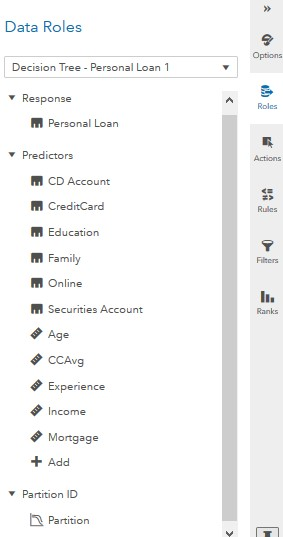 Data Roles
Decision Tree - Personal Loan 1
Response
Personal Loan
Predictors
CD Account
CreditCard
Education
Family
Online
Securities Account
Age
CCAvg
Experience
Income
Mortgage
Add
Partition ID
Partition
Options
Roles
Actions
Rules
Filters
Ranks